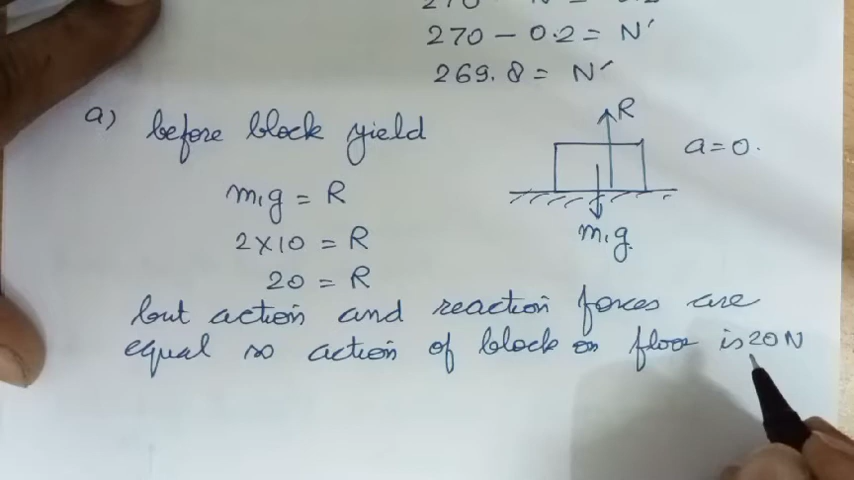 270 - 0.2 = N'
269.8 = N'
a) before block yield
R
a = 0.
m₁g = R
m₁g.
2×10 = R
20 = R
but action and reaction forces are
equal so action of block on floor is 20 N